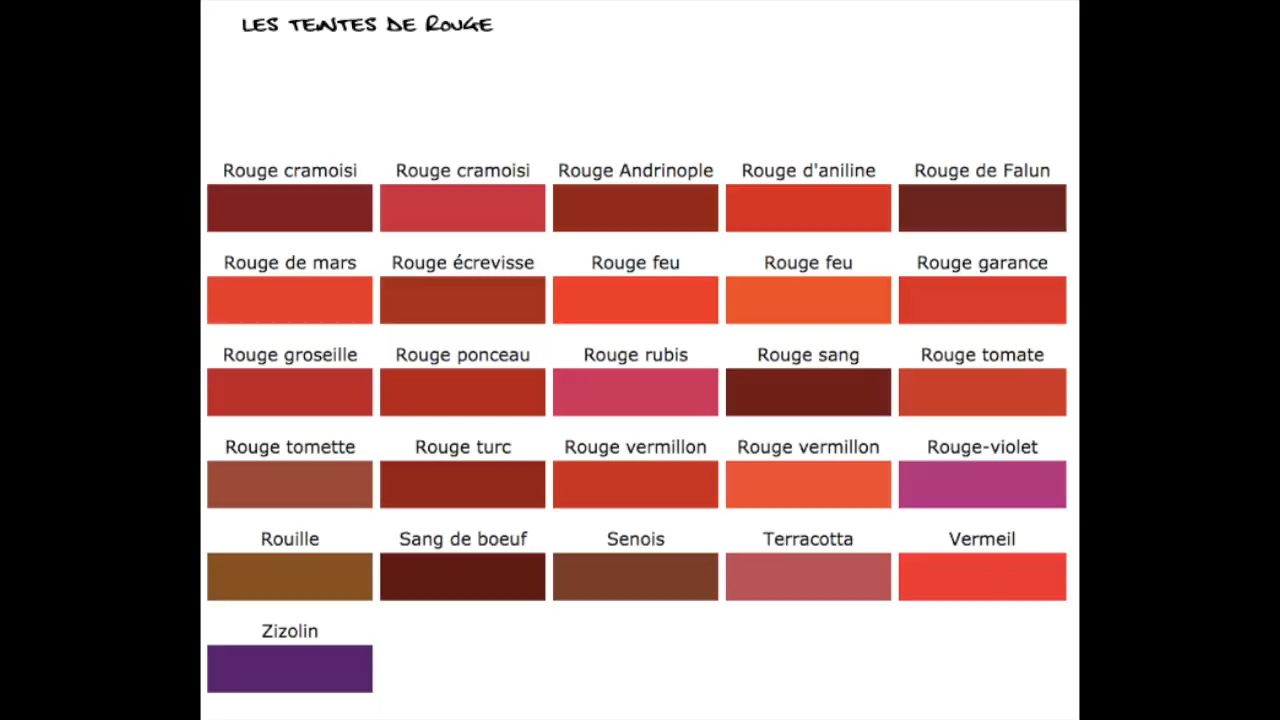 LES TEINTES DE ROUGE
Rouge cramoisi Rouge cramoisi Rouge Andrinople Rouge d'aniline Rouge de Falun
Rouge de mars Rouge écrevisse Rouge feu Rouge feu Rouge garance
Rouge groseille Rouge ponceau Rouge rubis Rouge sang Rouge tomate
Rouge tomette Rouge turc Rouge vermillon Rouge vermillon Rouge-violet
Rouille Sang de boeuf Senois Terracotta Vermeil
Zizolin